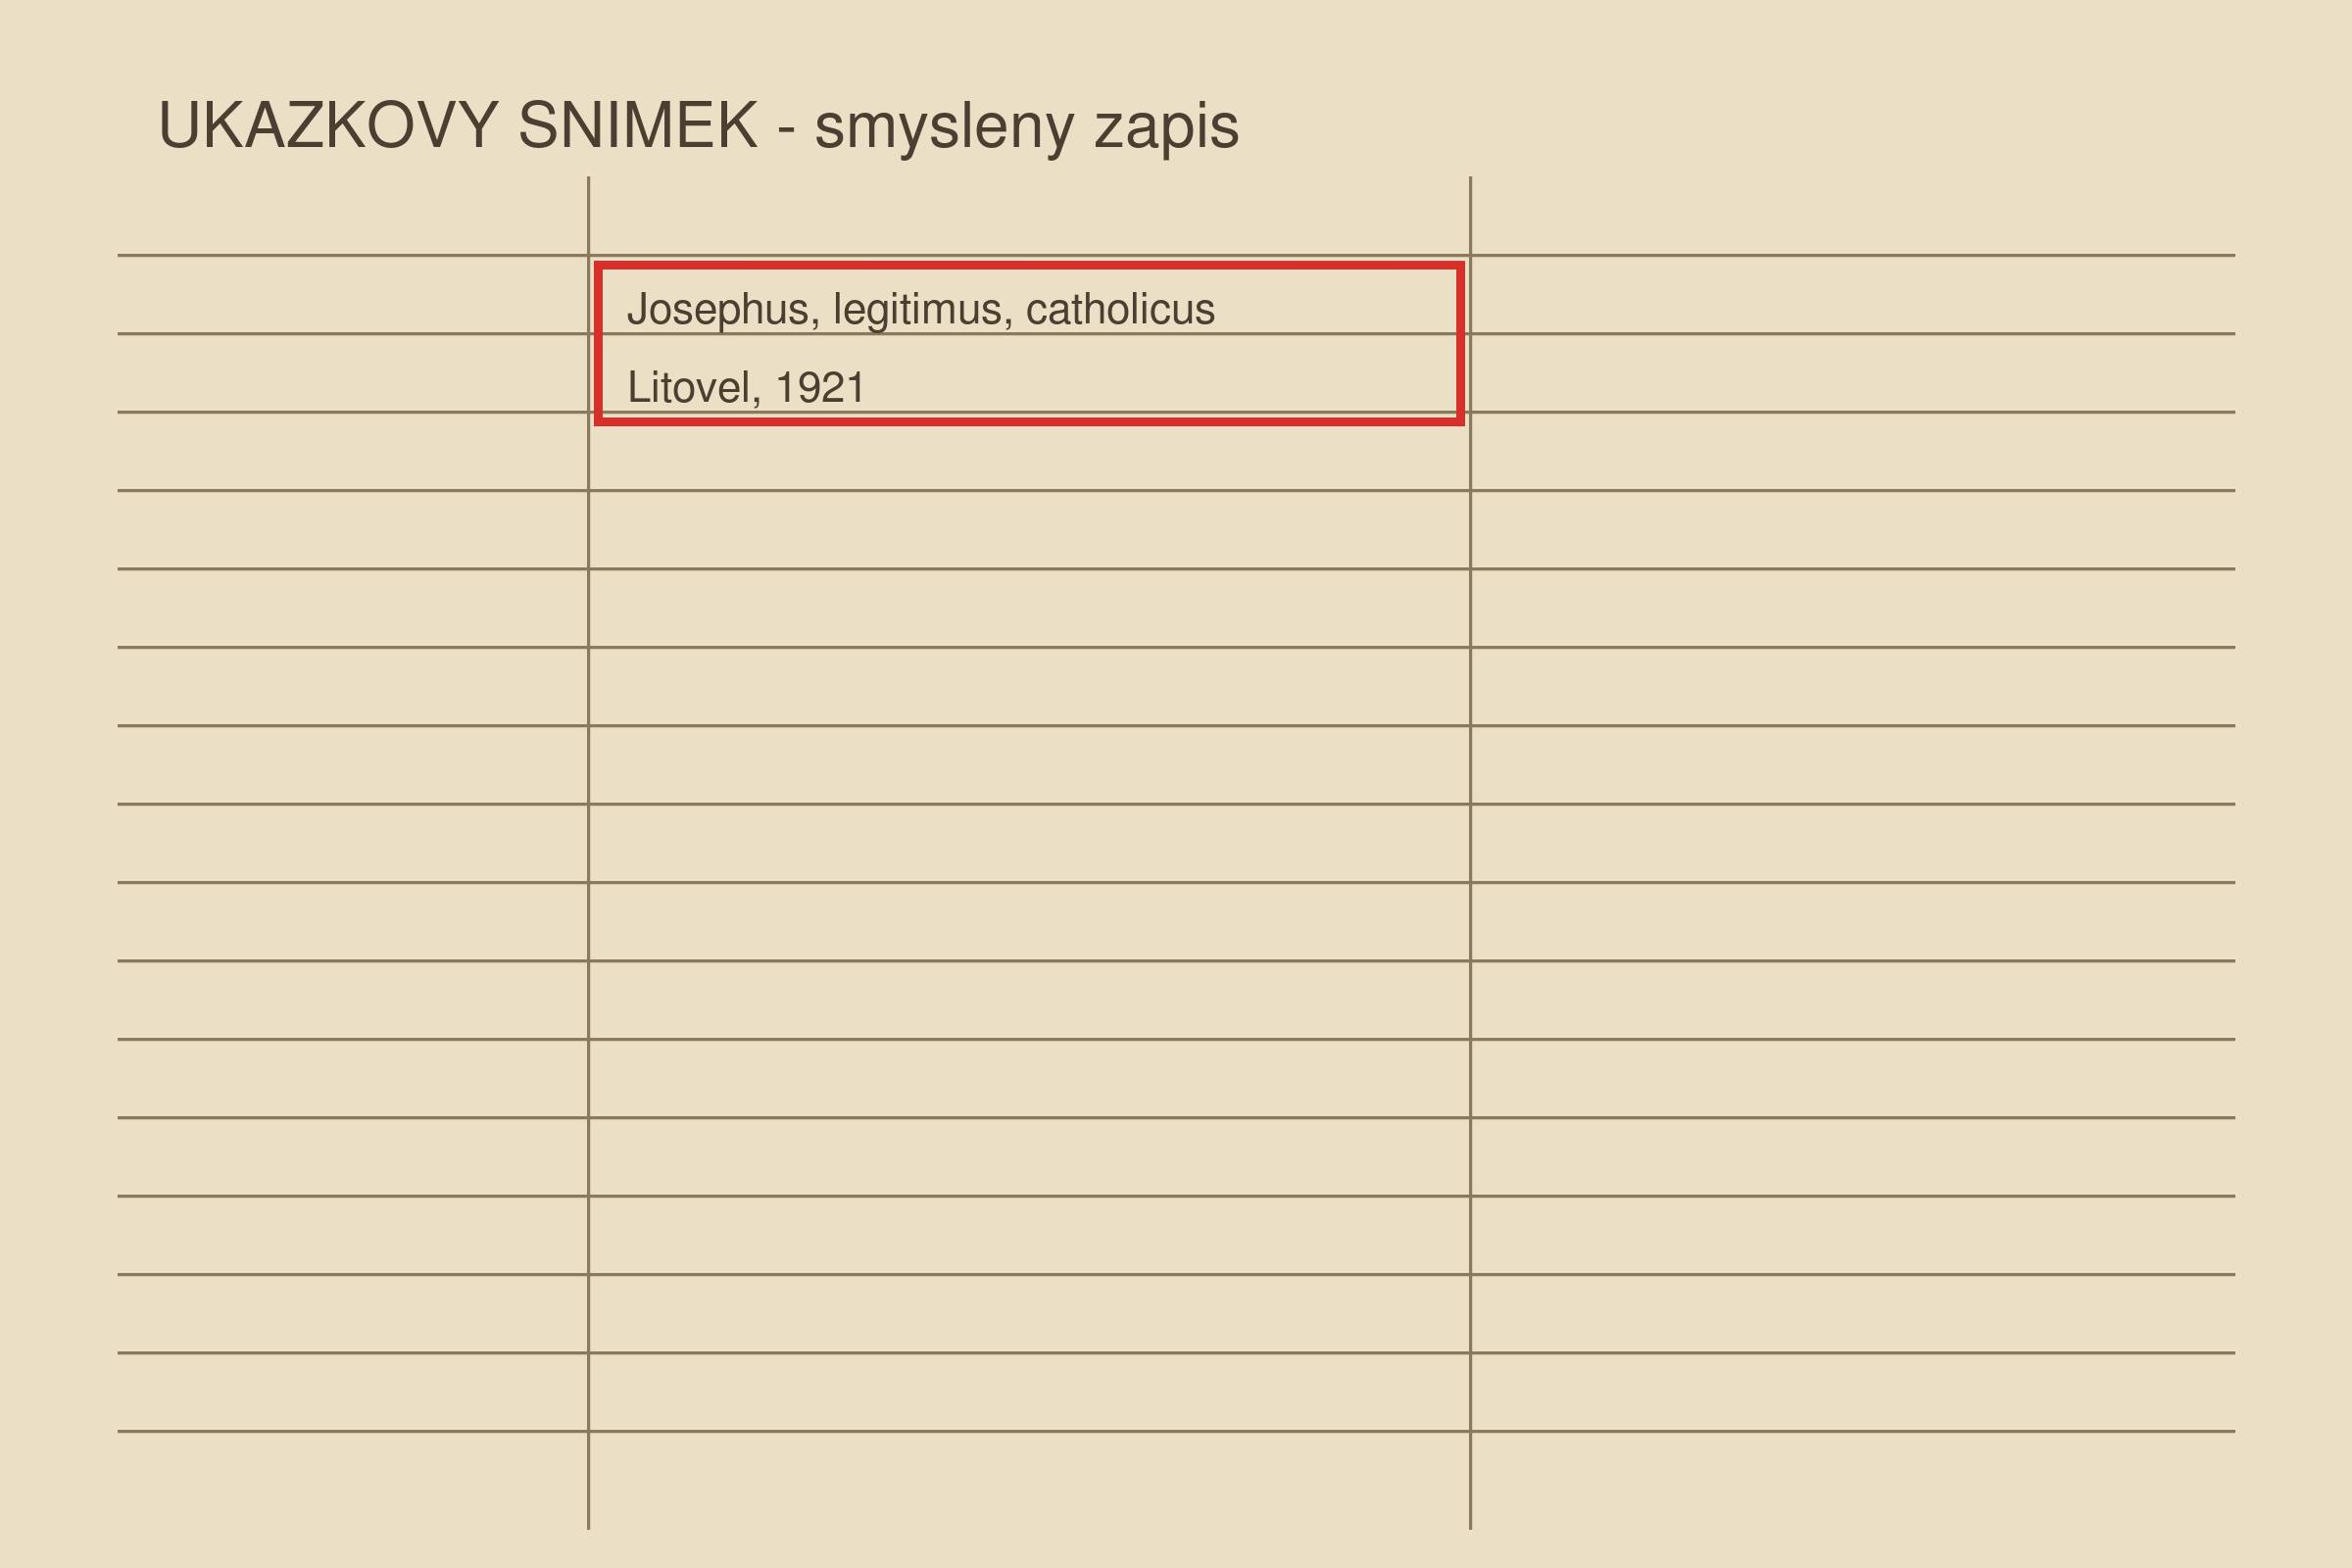 UKAZKOVY SNIMEK - smysleny zapis
Josephus, legitimus, catholicus
Litovel, 1921